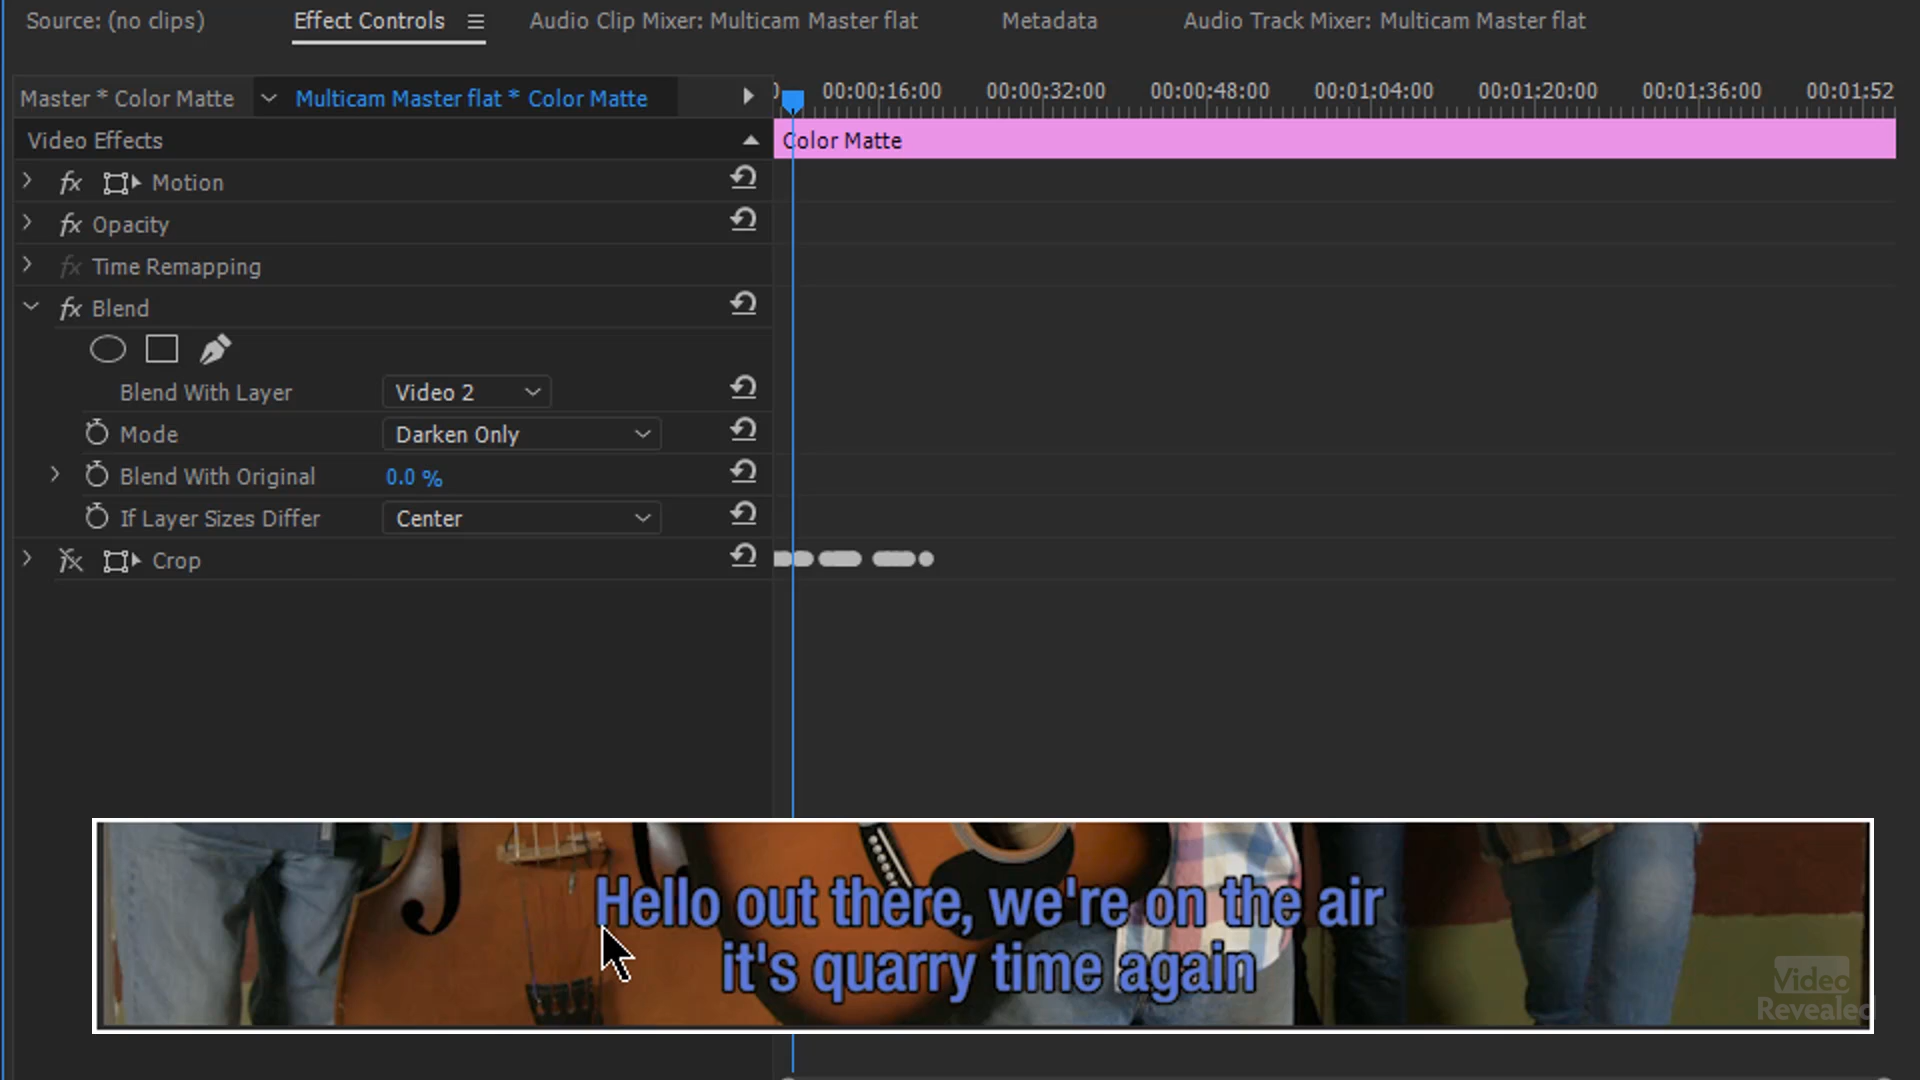 Source: (no clips)
Effect Controls
Audio Clip Mixer: Multicam Master flat
Metadata
Audio Track Mixer: Multicam Master flat
Master * Color Matte
Multicam Master flat * Color Matte
00:00:16:00
00:00:32:00
00:00:48:00
00:01:04:00
00:01:20:00
00:01:36:00
00:01:52
Video Effects
Color Matte
fx Motion
fx Opacity
fx Time Remapping
fx Blend
Blend With Layer
Video 2
Mode
Darken Only
Blend With Original
0.0 %
If Layer Sizes Differ
Center
fx Crop
Hello out there, we're on the air
it's quarry time again
Video
Revealed